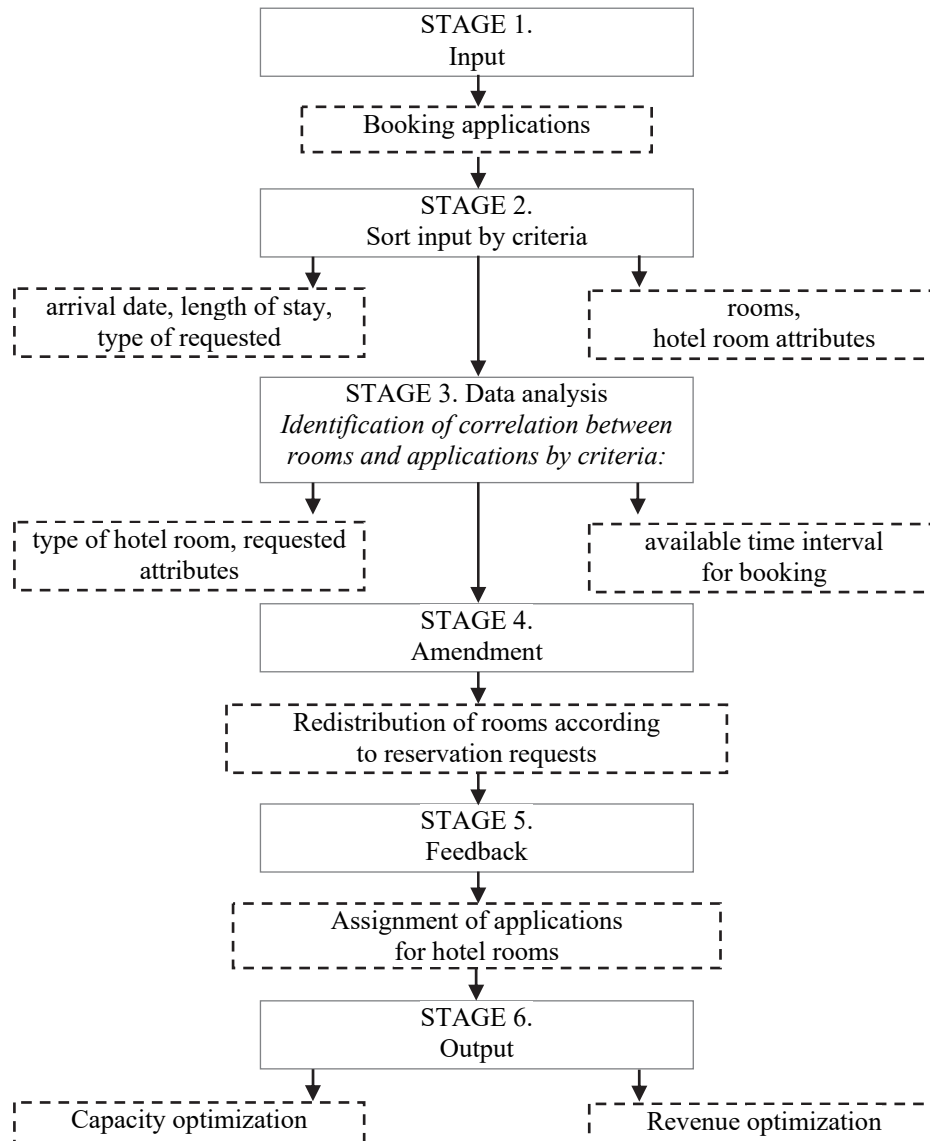 STAGE 1.
Input
Booking applications
STAGE 2.
Sort input by criteria
arrival date, length of stay,
type of requested
rooms,
hotel room attributes
STAGE 3. Data analysis
Identification of correlation between
rooms and applications by criteria:
type of hotel room, requested
attributes
available time interval
for booking
STAGE 4.
Amendment
Redistribution of rooms according
to reservation requests
STAGE 5.
Feedback
Assignment of applications
for hotel rooms
STAGE 6.
Output
Capacity optimization
Revenue optimization